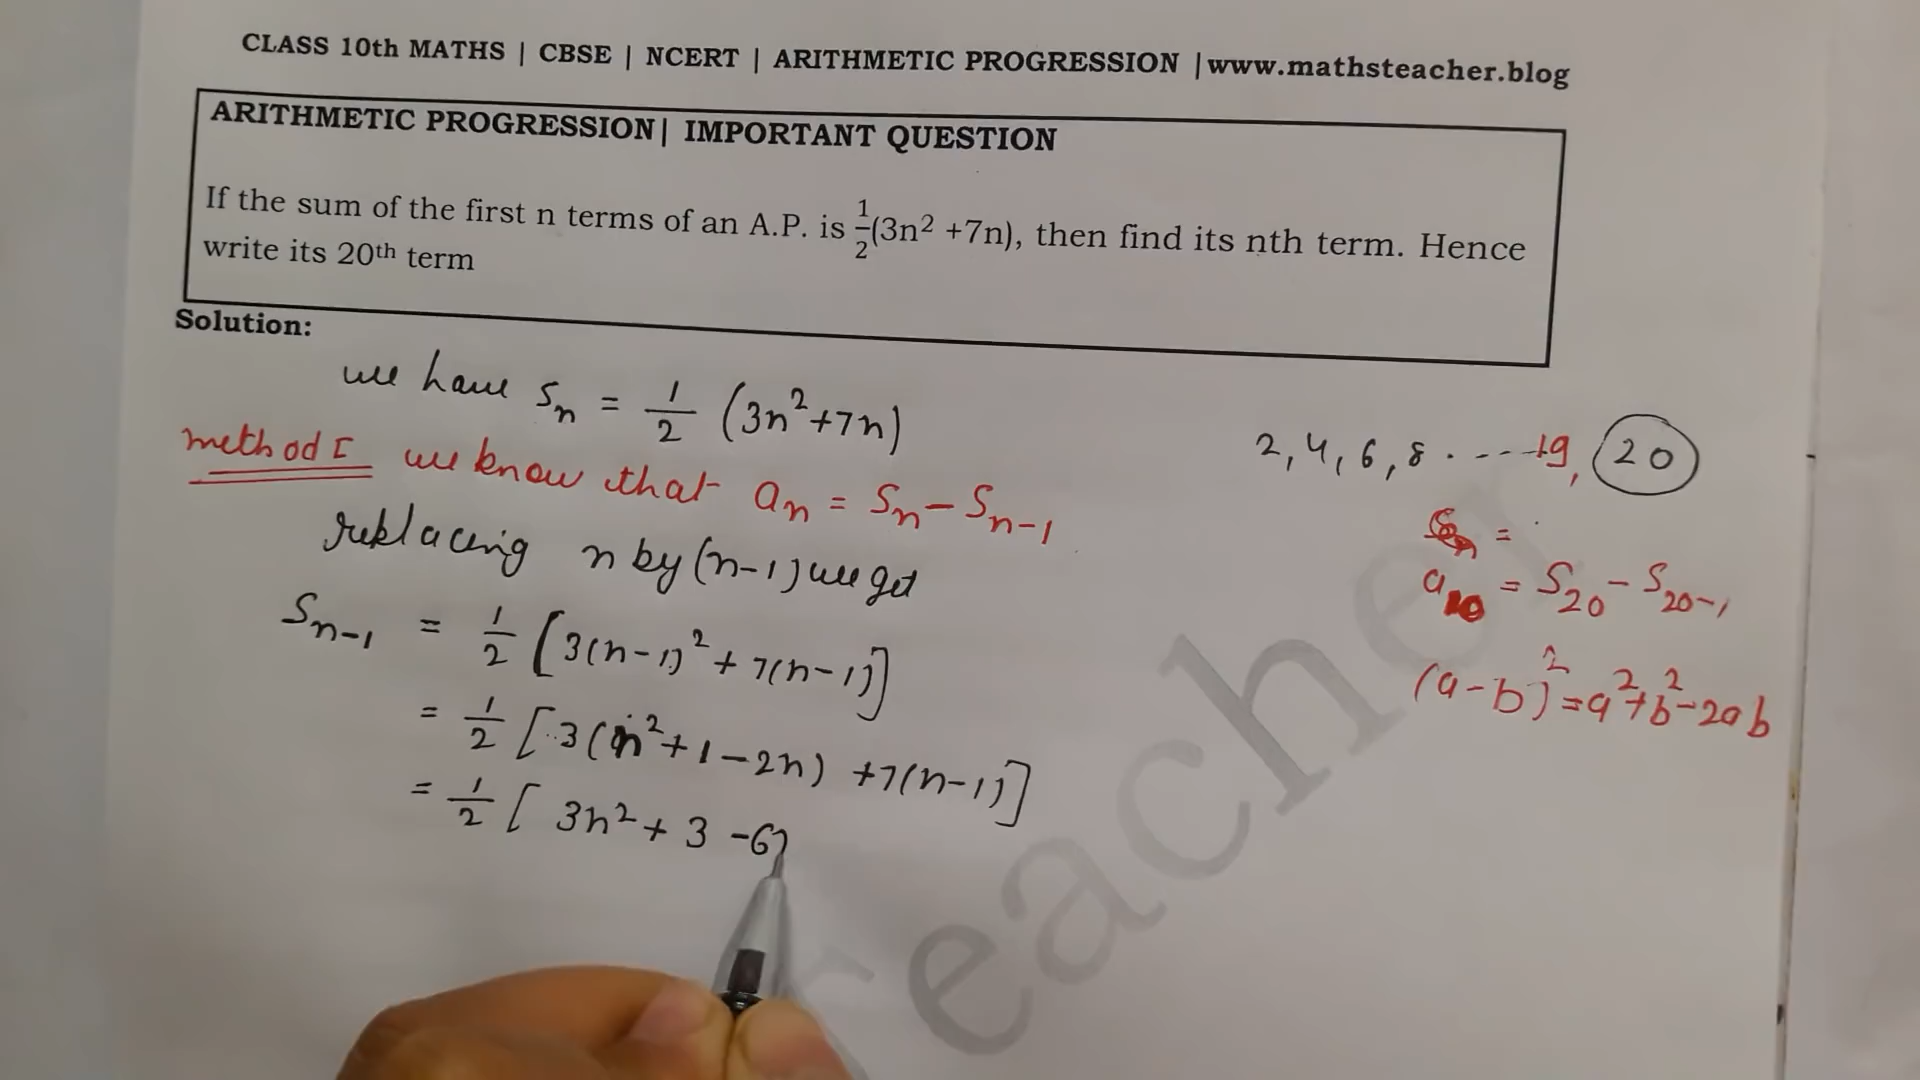 CLASS 10th MATHS | CBSE | NCERT | ARITHMETIC PROGRESSION |www.mathsteacher.blog
ARITHMETIC PROGRESSION| IMPORTANT QUESTION
If the sum of the first n terms of an A.P. is 1/2(3n² +7n), then find its nth term. Hence
write its 20th term
Solution:
we have Sn = 1/2 (3n²+7n)
method I we know that an = Sn - Sn-1
replacing n by (n-1) we get
Sn-1 = 1/2 [3(n-1)² + 7(n-1)]
= 1/2 [3(n²+1-2n) +7(n-1)]
= 1/2 [ 3n² + 3 -6
2, 4, 6, 8 . - - - 19, 20
=
a = S20 - S20-1
(a-b)² = a²+b²-2ab
eacher